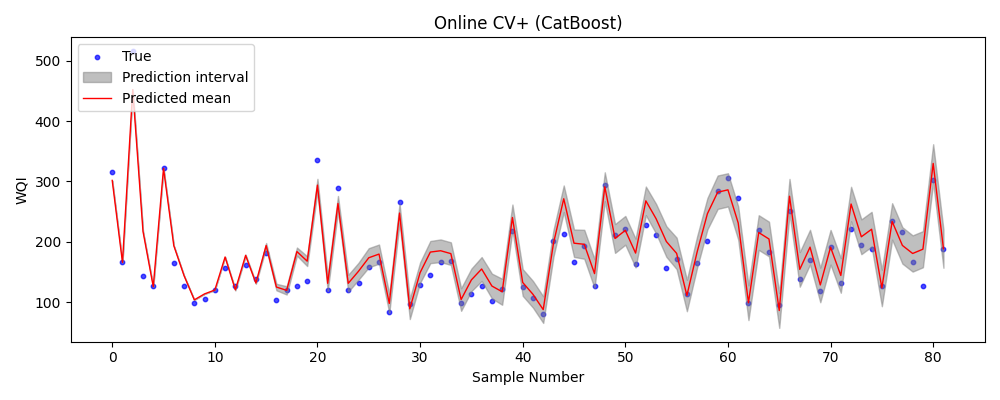 Online CV+ (CatBoost)
True
Prediction interval
Predicted mean
WQI
500
400
300
200
100
0 10 20 30 40 50 60 70 80
Sample Number